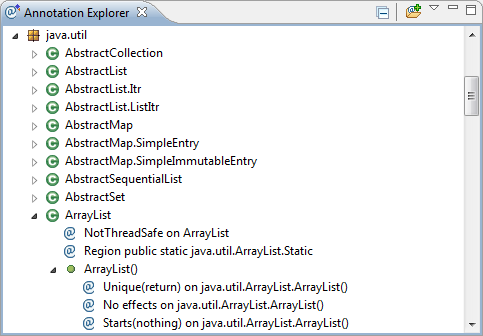 Annotation Explorer
java.util
AbstractCollection
AbstractList
AbstractList.Itr
AbstractList.ListItr
AbstractMap
AbstractMap.SimpleEntry
AbstractMap.SimpleImmutableEntry
AbstractSequentialList
AbstractSet
ArrayList
NotThreadSafe on ArrayList
Region public static java.util.ArrayList.Static
ArrayList()
Unique(return) on java.util.ArrayList.ArrayList()
No effects on java.util.ArrayList.ArrayList()
Starts(nothing) on java.util.ArrayList.ArrayList()